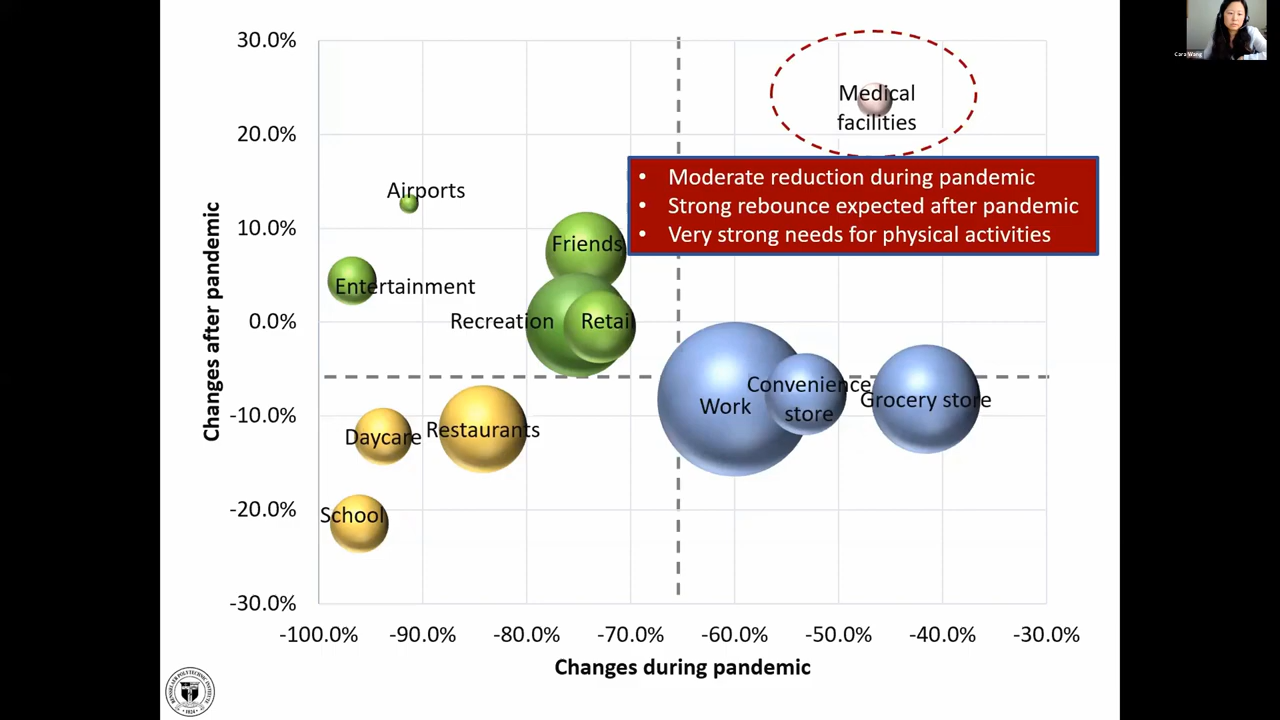 Cara Wang
30.0%
20.0%
10.0%
0.0%
-10.0%
-20.0%
-30.0%
Changes after pandemic
Medical
facilities
• Moderate reduction during pandemic
• Strong rebounce expected after pandemic
• Very strong needs for physical activities
Airports
Friends
Entertainment
Recreation
Retail
Work
Convenience
store
Grocery store
Daycare
Restaurants
School
-100.0%
-90.0%
-80.0%
-70.0%
-60.0%
-50.0%
-40.0%
-30.0%
Changes during pandemic